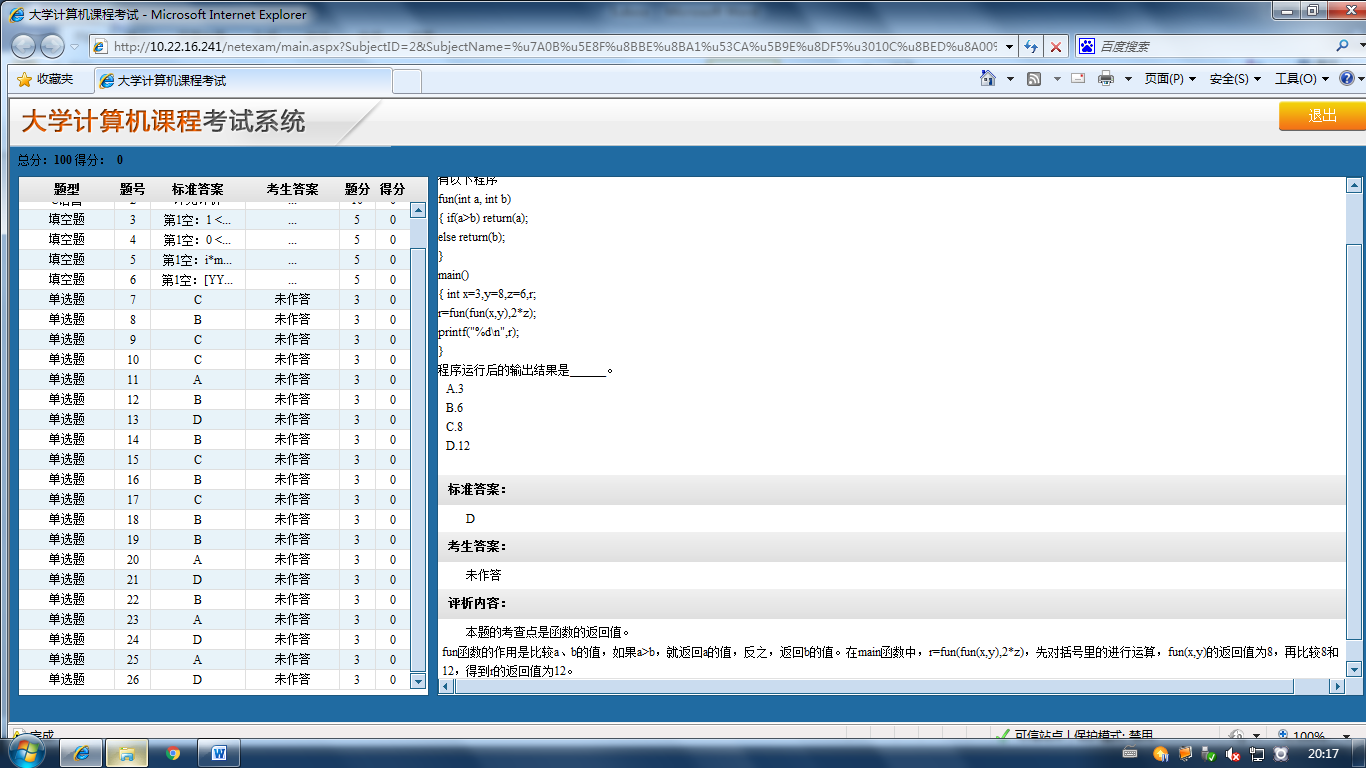 大学计算机课程考试 - Microsoft Internet Explorer
http://10.22.16.241/netexam/main.aspx?SubjectID=2&SubjectName=%u7A0B%u5E8F%u8BBE%u8BA1%u53CA%u5B9E%u8DF5%u3010C%u8BED%u8A00%
百度搜索
收藏夹
大学计算机课程考试
页面(P)
安全(S)
工具(O)
大学计算机课程考试系统
退出
总分：100 得分： 0
题型 题号 标准答案 考生答案 题分 得分
填空题 3 第1空：1 <... ... 5 0
填空题 4 第1空：0 <... ... 5 0
填空题 5 第1空：i*m... ... 5 0
填空题 6 第1空：[YY... ... 5 0
单选题 7 C 未作答 3 0
单选题 8 B 未作答 3 0
单选题 9 C 未作答 3 0
单选题 10 C 未作答 3 0
单选题 11 A 未作答 3 0
单选题 12 B 未作答 3 0
单选题 13 D 未作答 3 0
单选题 14 B 未作答 3 0
单选题 15 C 未作答 3 0
单选题 16 B 未作答 3 0
单选题 17 C 未作答 3 0
单选题 18 B 未作答 3 0
单选题 19 B 未作答 3 0
单选题 20 A 未作答 3 0
单选题 21 D 未作答 3 0
单选题 22 B 未作答 3 0
单选题 23 A 未作答 3 0
单选题 24 D 未作答 3 0
单选题 25 A 未作答 3 0
单选题 26 D 未作答 3 0
有以下程序
fun(int a, int b)
{ if(a>b) return(a);
else return(b);
}
main()
{ int x=3,y=8,z=6,r;
r=fun(fun(x,y),2*z);
printf("%d\n",r);
}
程序运行后的输出结果是______。
A.3
B.6
C.8
D.12
标准答案：
D
考生答案：
未作答
评析内容：
本题的考查点是函数的返回值。
fun函数的作用是比较a、b的值，如果a>b，就返回a的值，反之，返回b的值。在main函数中，r=fun(fun(x,y),2*z)，先对括号里的进行运算，fun(x,y)的返回值为8，再比较8和
12，得到r的返回值为12。
完成
可信站点 | 保护模式: 禁用
100%
20:17